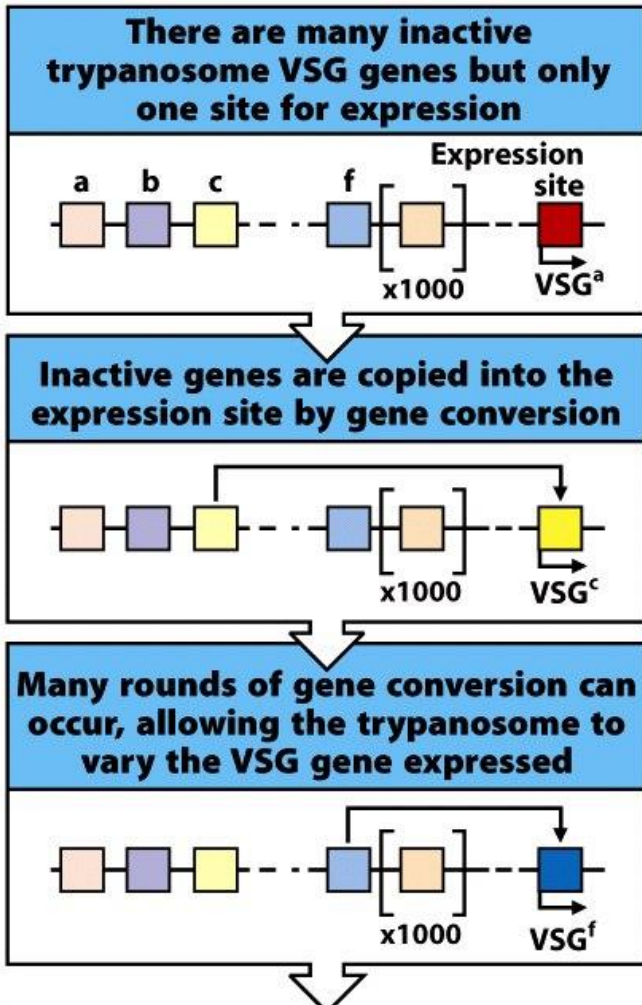 There are many inactive
trypanosome VSG genes but only
one site for expression
Expression
site
a b c f
x1000
VSGᵃ
Inactive genes are copied into the
expression site by gene conversion
x1000
VSGᶜ
Many rounds of gene conversion can
occur, allowing the trypanosome to
vary the VSG gene expressed
x1000
VSGᶠ